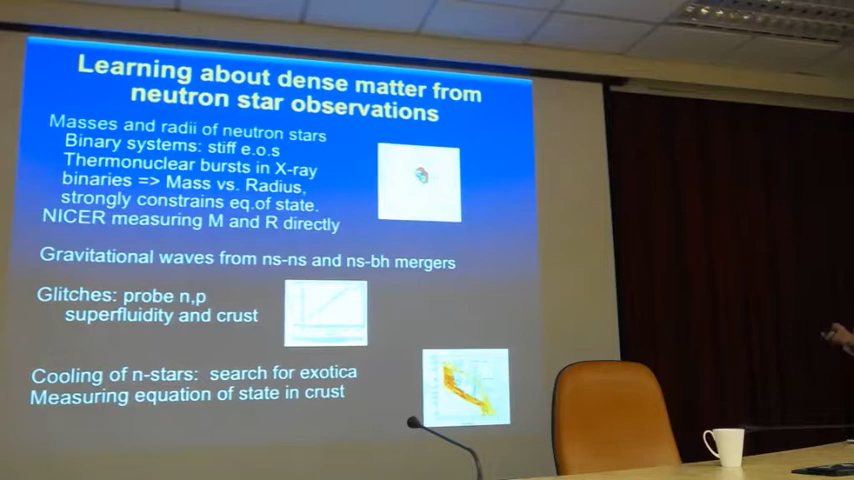 Learning about dense matter from
neutron star observations
Masses and radii of neutron stars
Binary systems: stiff e.o.s
Thermonuclear bursts in X-ray
binaries => Mass vs. Radius,
strongly constrains eq.of state.
NICER measuring M and R directly
Gravitational waves from ns-ns and ns-bh mergers
Glitches: probe n,p
superfluidity and crust
Cooling of n-stars: search for exotica
Measuring equation of state in crust